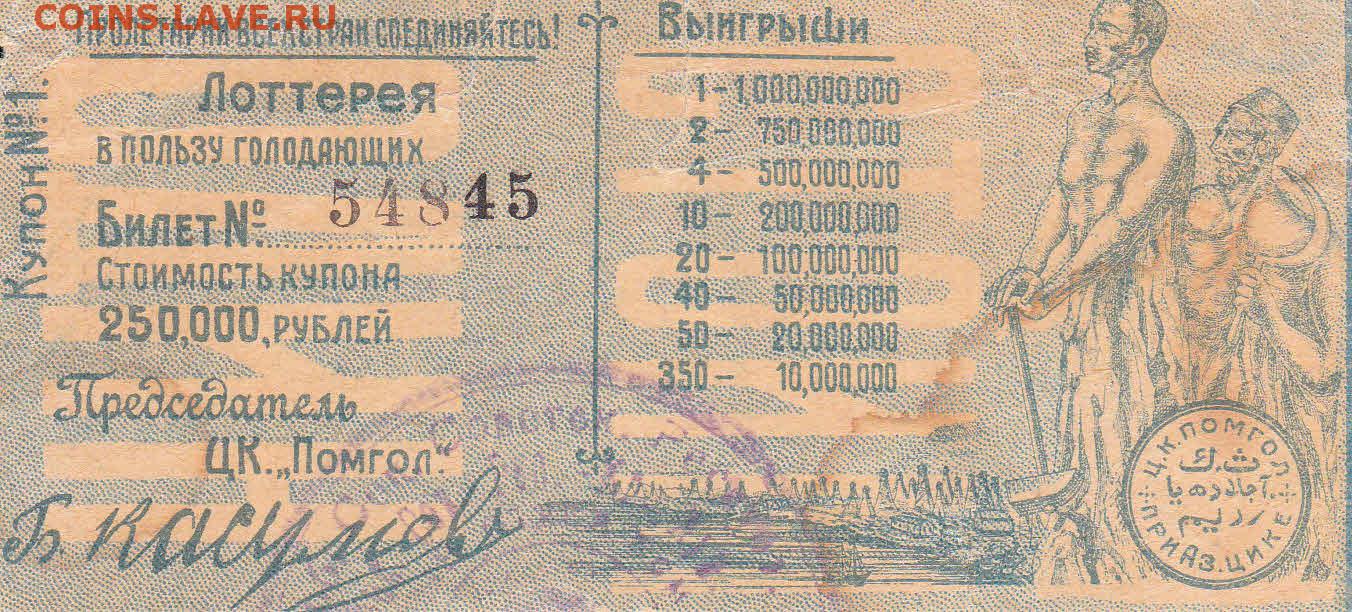 COINS.LAVE.RU
ПРОЛЕТАРИИ ВСЕХ СТРАН СОЕДИНЯЙТЕСЬ!
Купон №1.
Лоттерея
В ПОЛЬЗУ ГОЛОДАЮЩИХ
БИЛЕТ №. 54845
СТОИМОСТЬ КУПОНА
250,000, РУБЛЕЙ
Председатель
ЦК. „Помгол“.
Б Касумов
Выигрыши
1 - 1,000,000,000
2 - 750,000,000
4 - 500,000,000
10 - 200,000,000
20 - 100,000,000
40 - 50,000,000
50 - 20,000,000
350 - 10,000,000
Ц.К. ПОМГОЛ
ПРИ АЗ. ЦИКЕ
ث.ك